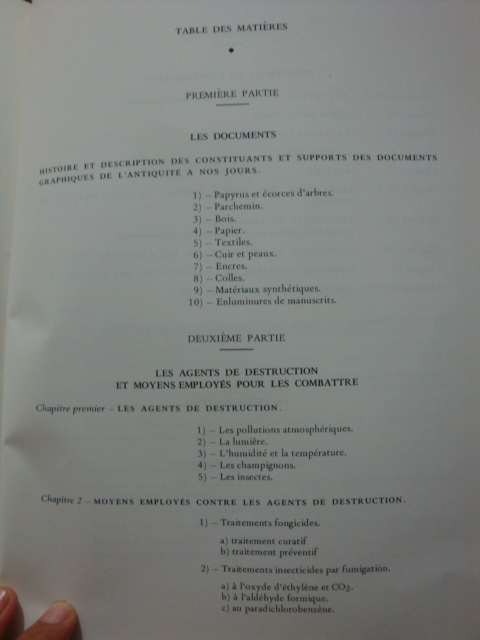 TABLE DES MATIÈRES
PREMIÈRE PARTIE
LES DOCUMENTS
HISTOIRE ET DESCRIPTION DES CONSTITUANTS ET SUPPORTS DES DOCUMENTS
GRAPHIQUES DE L'ANTIQUITÉ A NOS JOURS.
1) – Papyrus et écorces d'arbres.
2) – Parchemin.
3) – Bois.
4) – Papier.
5) – Textiles.
6) – Cuir et peaux.
7) – Encres.
8) – Colles.
9) – Matériaux synthétiques.
10) – Enluminures de manuscrits.
DEUXIÈME PARTIE
LES AGENTS DE DESTRUCTION
ET MOYENS EMPLOYÉS POUR LES COMBATTRE
Chapitre premier – LES AGENTS DE DESTRUCTION.
1) – Les pollutions atmosphériques.
2) – La lumière.
3) – L'humidité et la température.
4) – Les champignons.
5) – Les insectes.
Chapitre 2 – MOYENS EMPLOYÉS CONTRE LES AGENTS DE DESTRUCTION.
1) – Traitements fongicides.
a) traitement curatif
b) traitement préventif
2) – Traitements insecticides par fumigation.
a) à l'oxyde d'éthylène et CO2.
b) à l'aldéhyde formique.
c) au paradichlorobenzène.